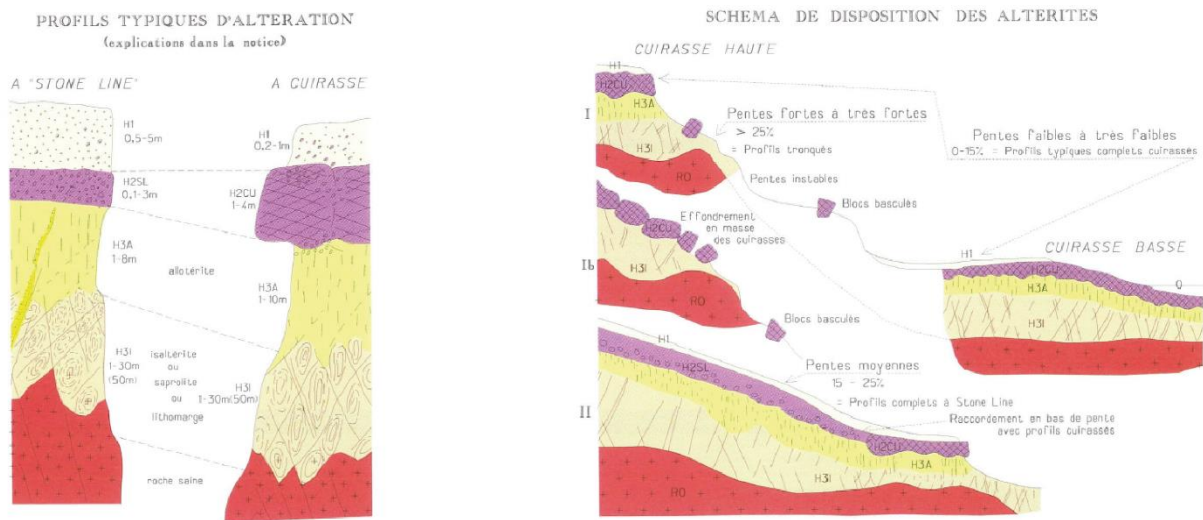 PROFILS TYPIQUES D'ALTERATION
(explications dans la notice)
A "STONE LINE"
A CUIRASSE
H1
0.5-5m
H1
0.2-1m
H2SL
0.1-3m
H2CU
1-4m
H3A
1-8m
allotérite
H3A
1-10m
H3I
1-30m
(50m)
isaltérite
ou
saprolite
ou
lithomarge
H3I
1-30m(50m)
roche saine
SCHEMA DE DISPOSITION DES ALTERITES
CUIRASSE HAUTE
H1
H2CU
H3A
I
H3I
RO
Pentes fortes à très fortes
> 25%
= Profils tronqués
Pentes instables
Pentes faibles à très faibles
0-15% = Profils typiques complets cuirassés
Blocs basculés
Effondrement
en masse
des cuirasses
H2CU
Ib
H3I
RO
Blocs basculés
H1
CUIRASSE BASSE
H2CU
Q
H3A
H3I
RO
H1
H2SL
Pentes moyennes
15 - 25%
= Profils complets à Stone Line
Raccordement en bas de pente
avec profils cuirassés
II
H2CU
H3A
H3I
H3I
RO